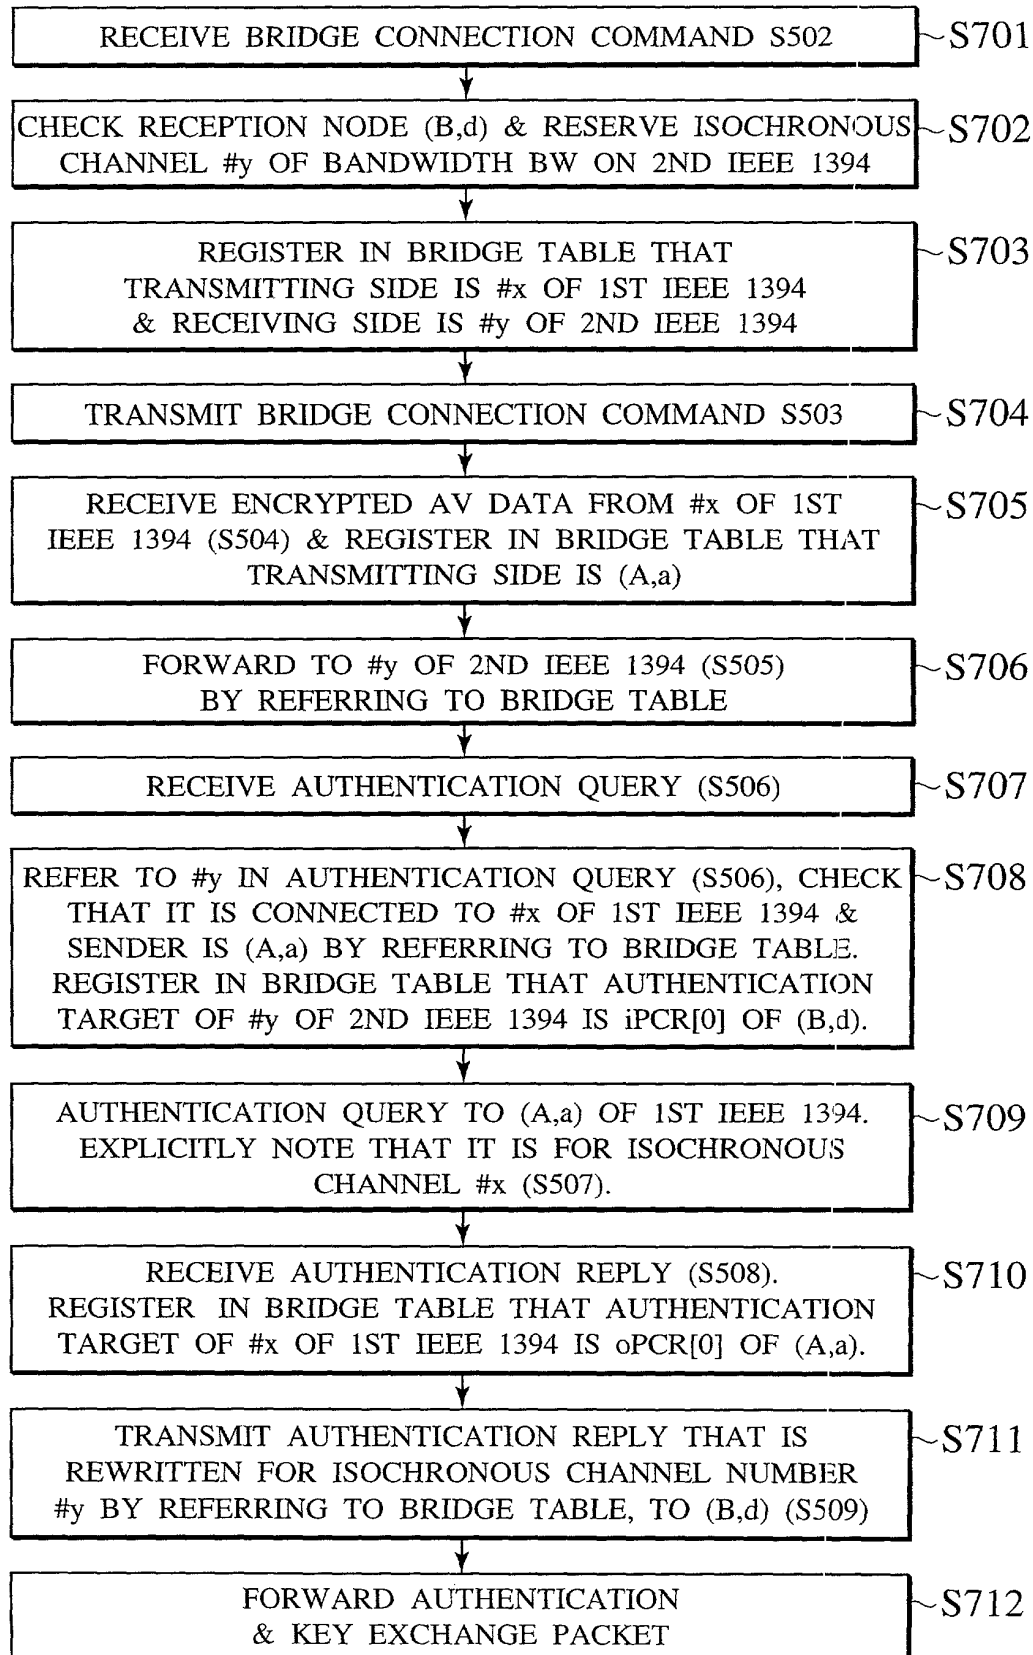 RECEIVE BRIDGE CONNECTION COMMAND S502
S701
CHECK RECEPTION NODE (B,d) & RESERVE ISOCHRONOUS
CHANNEL #y OF BANDWIDTH BW ON 2ND IEEE 1394
S702
REGISTER IN BRIDGE TABLE THAT
TRANSMITTING SIDE IS #x OF 1ST IEEE 1394
& RECEIVING SIDE IS #y OF 2ND IEEE 1394
S703
TRANSMIT BRIDGE CONNECTION COMMAND S503
S704
RECEIVE ENCRYPTED AV DATA FROM #x OF 1ST
IEEE 1394 (S504) & REGISTER IN BRIDGE TABLE THAT
TRANSMITTING SIDE IS (A,a)
S705
FORWARD TO #y OF 2ND IEEE 1394 (S505)
BY REFERRING TO BRIDGE TABLE
S706
RECEIVE AUTHENTICATION QUERY (S506)
S707
REFER TO #y IN AUTHENTICATION QUERY (S506), CHECK
THAT IT IS CONNECTED TO #x OF 1ST IEEE 1394 &
SENDER IS (A,a) BY REFERRING TO BRIDGE TABLE.
REGISTER IN BRIDGE TABLE THAT AUTHENTICATION
TARGET OF #y OF 2ND IEEE 1394 IS iPCR[0] OF (B,d).
S708
AUTHENTICATION QUERY TO (A,a) OF 1ST IEEE 1394.
EXPLICITLY NOTE THAT IT IS FOR ISOCHRONOUS
CHANNEL #x (S507).
S709
RECEIVE AUTHENTICATION REPLY (S508).
REGISTER IN BRIDGE TABLE THAT AUTHENTICATION
TARGET OF #x OF 1ST IEEE 1394 IS oPCR[0] OF (A,a).
S710
TRANSMIT AUTHENTICATION REPLY THAT IS
REWRITTEN FOR ISOCHRONOUS CHANNEL NUMBER
#y BY REFERRING TO BRIDGE TABLE, TO (B,d) (S509)
S711
FORWARD AUTHENTICATION
& KEY EXCHANGE PACKET
S712